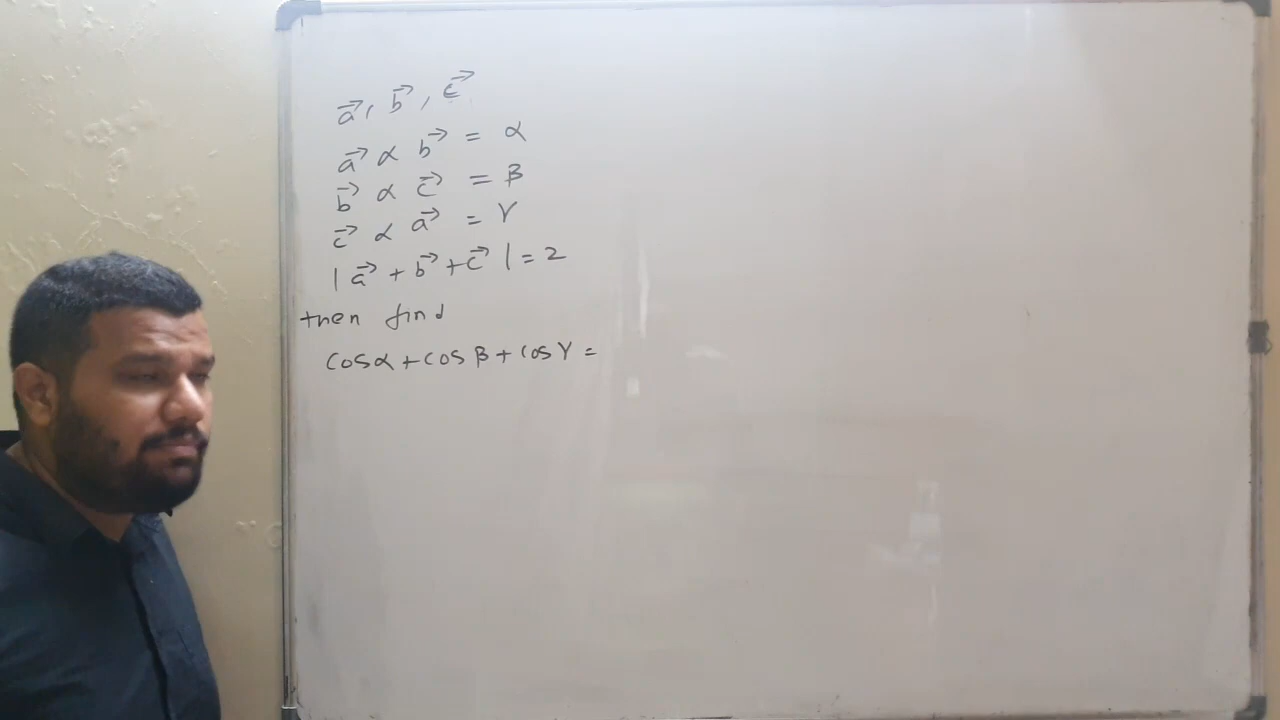 a⃗, b⃗, c⃗
a⃗ α b⃗ = α
b⃗ α c⃗ = β
c⃗ α a⃗ = γ
|a⃗ + b⃗ + c⃗| = 2
then find
cosα + cosβ + cosγ =